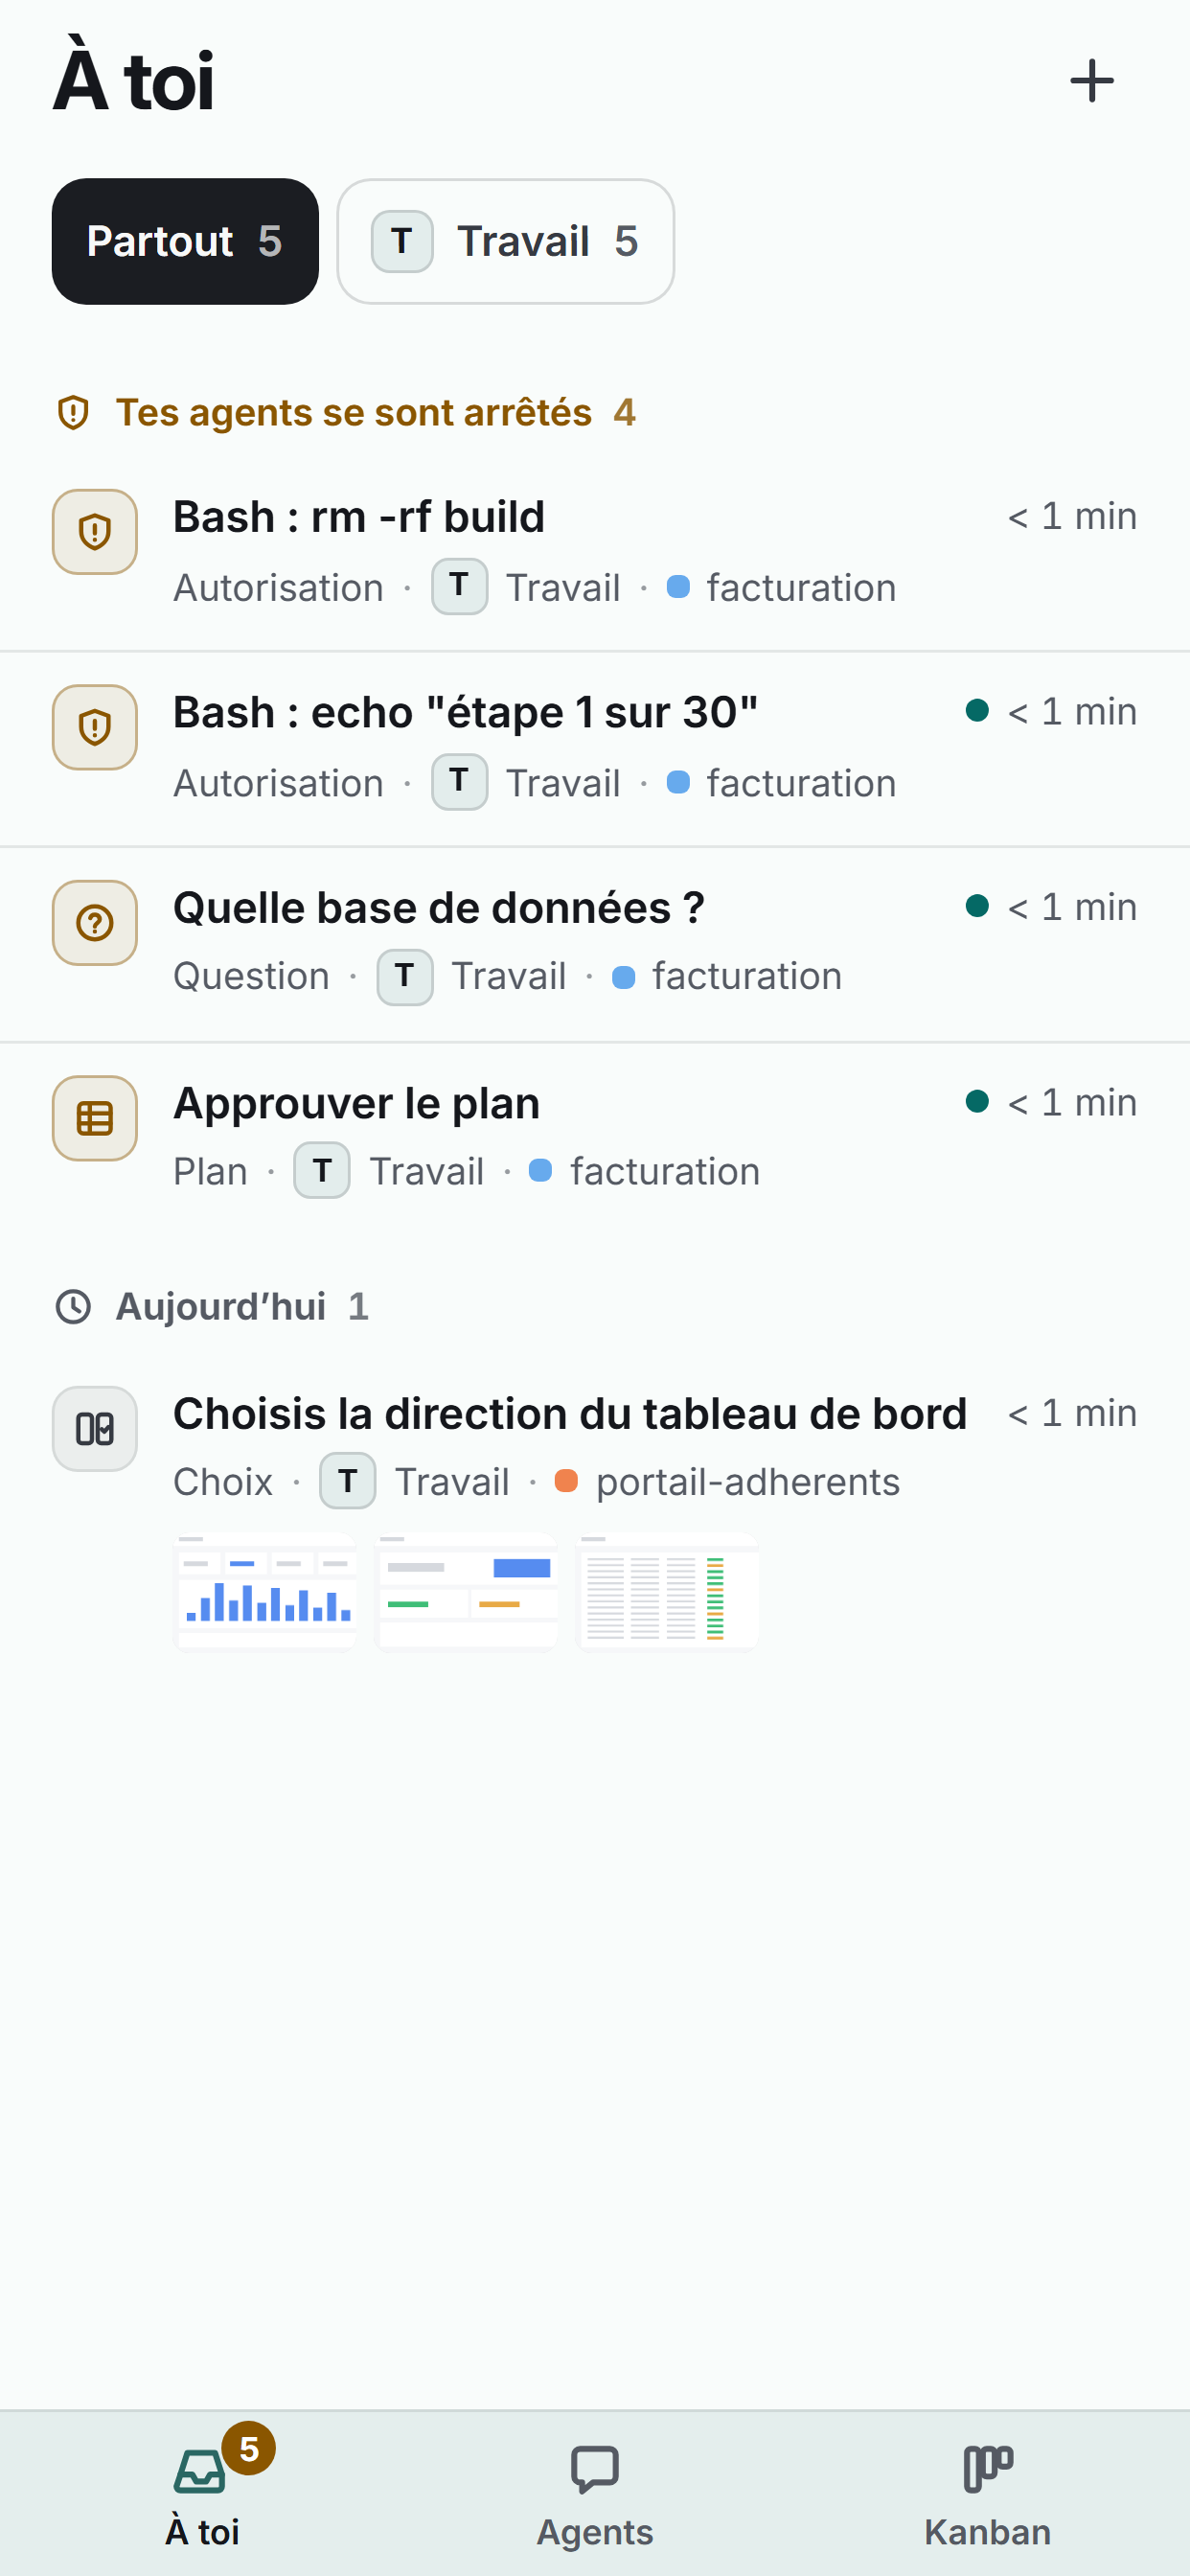 À toi
Partout 5
T Travail 5
Tes agents se sont arrêtés 4
Bash : rm -rf build < 1 min
Autorisation · T Travail · facturation
Bash : echo "étape 1 sur 30" < 1 min
Autorisation · T Travail · facturation
Quelle base de données ? < 1 min
Question · T Travail · facturation
Approuver le plan < 1 min
Plan · T Travail · facturation
Aujourd’hui 1
Choisis la direction du tableau de bord < 1 min
Choix · T Travail · portail-adherents
5
À toi
Agents
Kanban